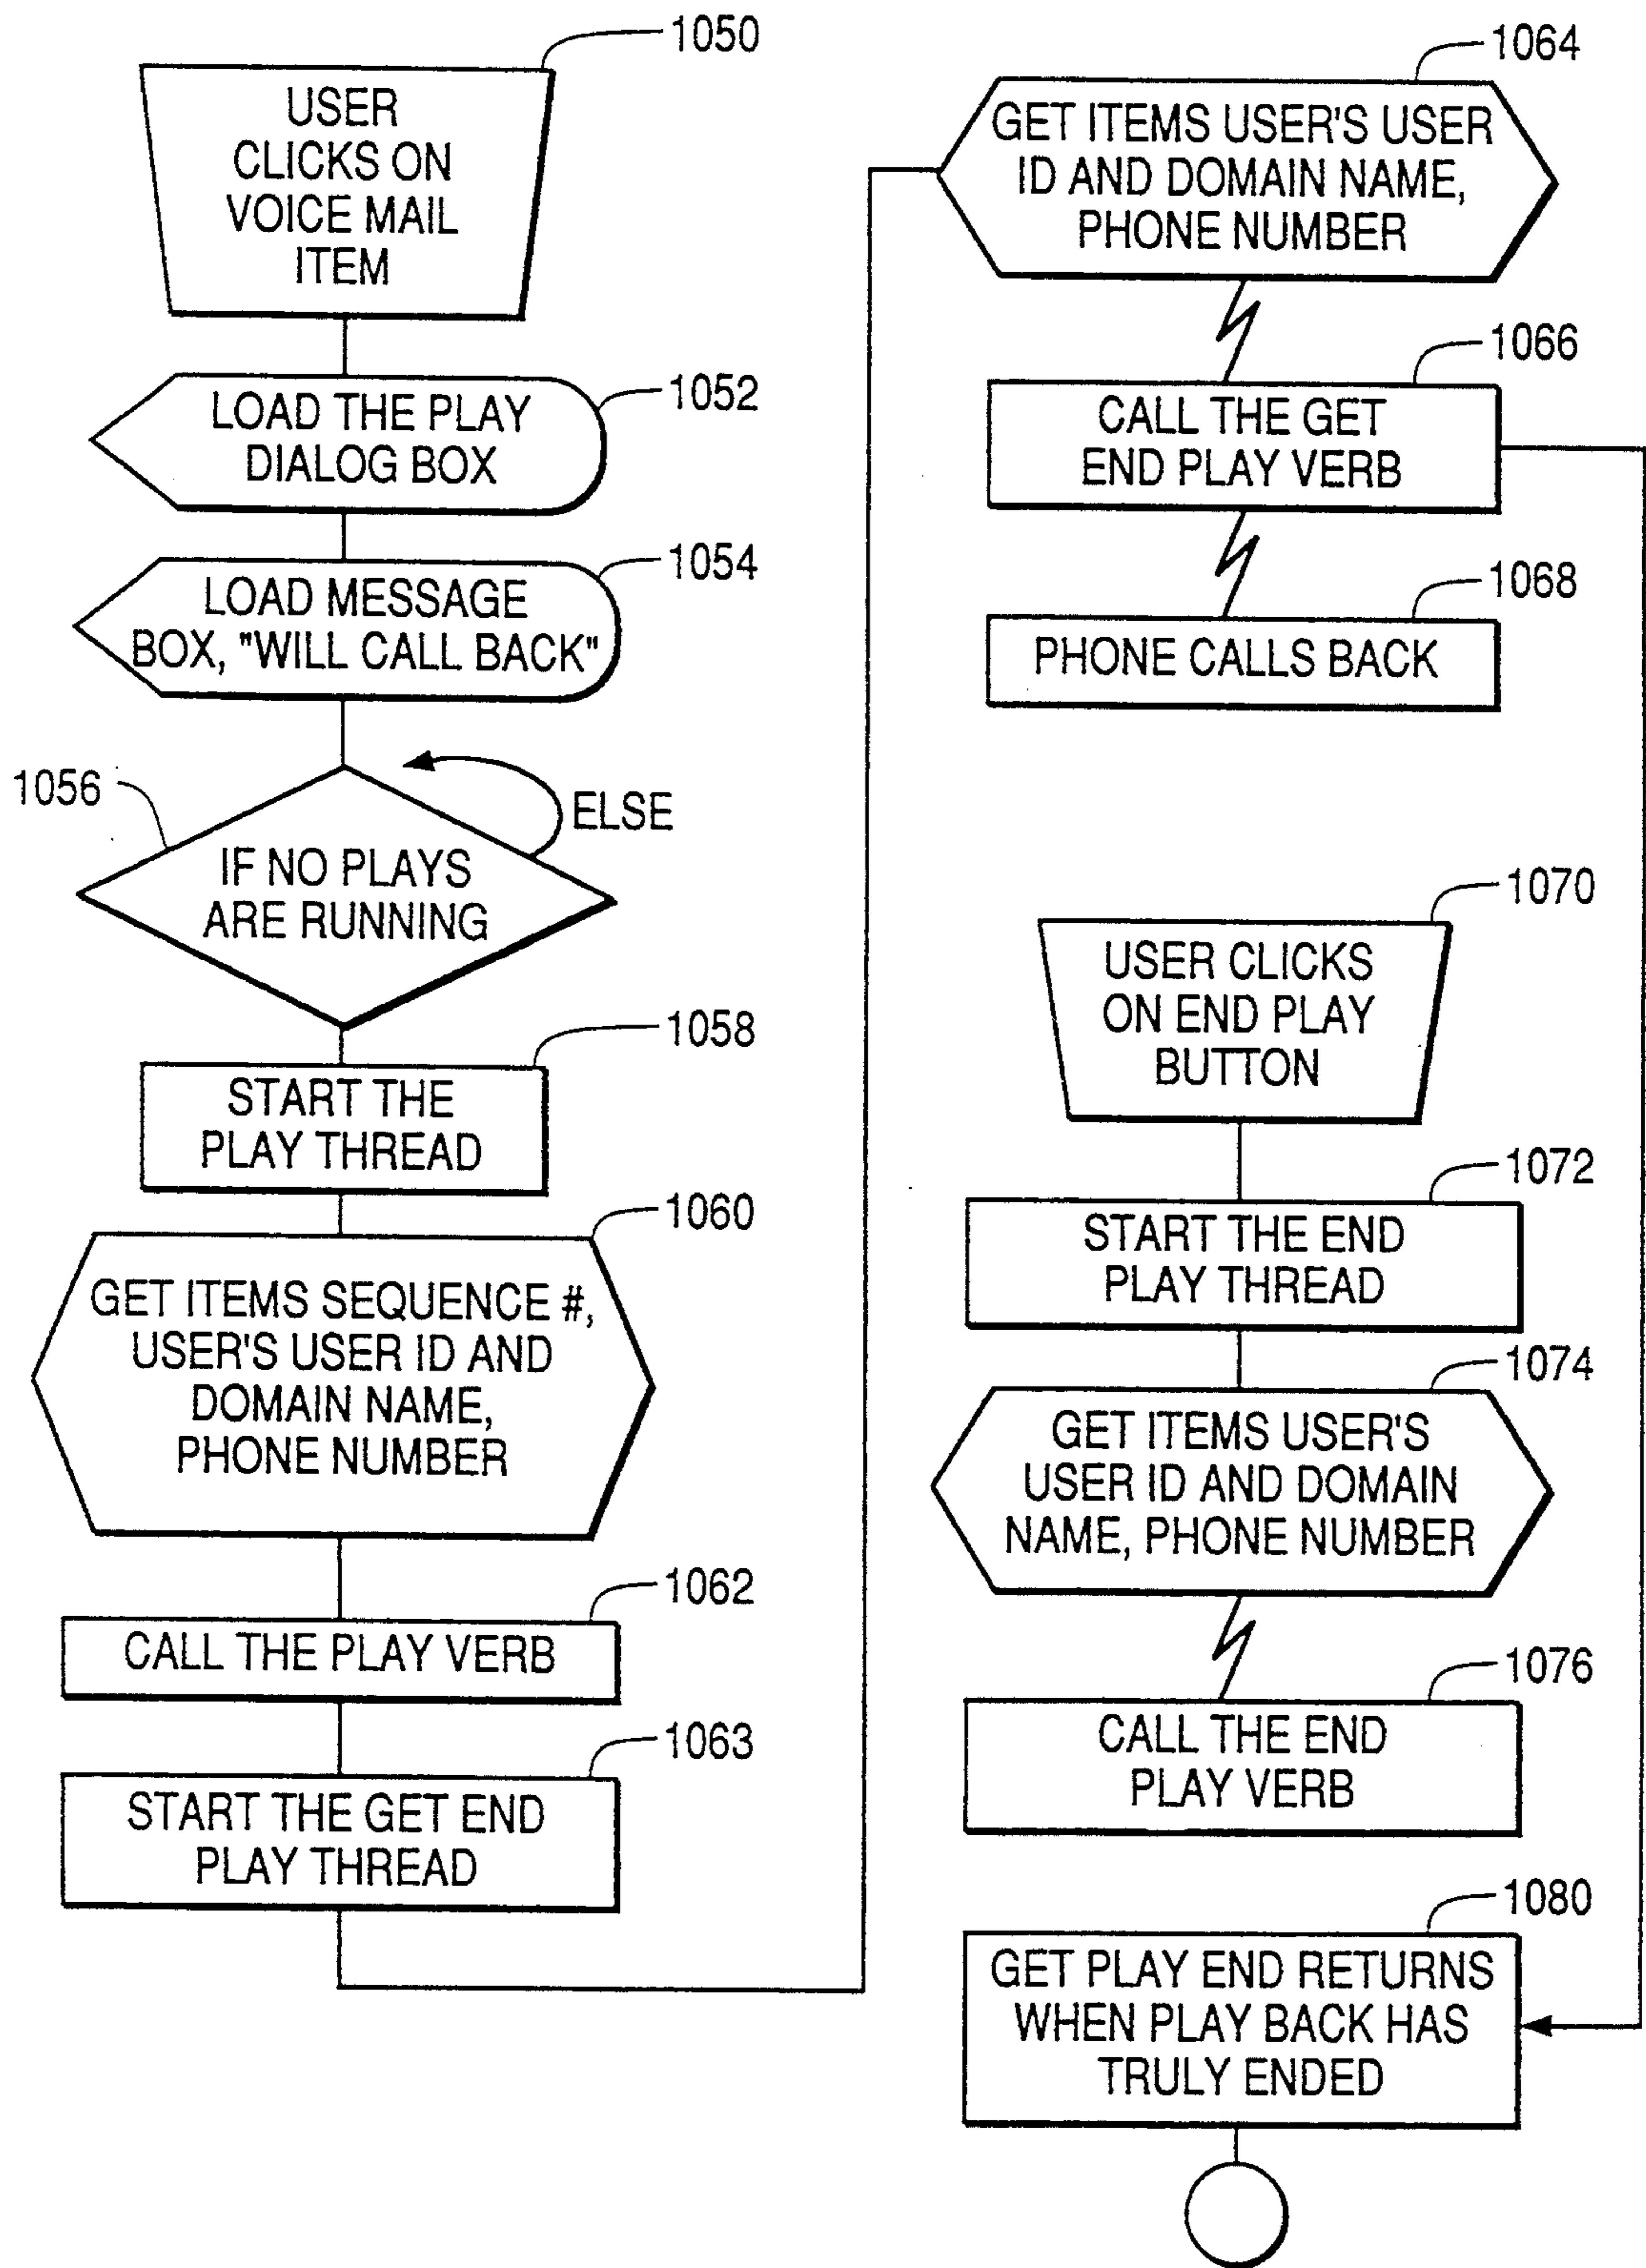 1050
USER
CLICKS ON
VOICE MAIL
ITEM
1052
LOAD THE PLAY
DIALOG BOX
1054
LOAD MESSAGE
BOX, "WILL CALL BACK"
1056
ELSE
IF NO PLAYS
ARE RUNNING
1058
START THE
PLAY THREAD
1060
GET ITEMS SEQUENCE #,
USER'S USER ID AND
DOMAIN NAME,
PHONE NUMBER
1062
CALL THE PLAY VERB
1063
START THE GET END
PLAY THREAD
1064
GET ITEMS USER'S USER
ID AND DOMAIN NAME,
PHONE NUMBER
1066
CALL THE GET
END PLAY VERB
1068
PHONE CALLS BACK
1070
USER CLICKS
ON END PLAY
BUTTON
1072
START THE END
PLAY THREAD
1074
GET ITEMS USER'S
USER ID AND DOMAIN
NAME, PHONE NUMBER
1076
CALL THE END
PLAY VERB
1080
GET PLAY END RETURNS
WHEN PLAY BACK HAS
TRULY ENDED